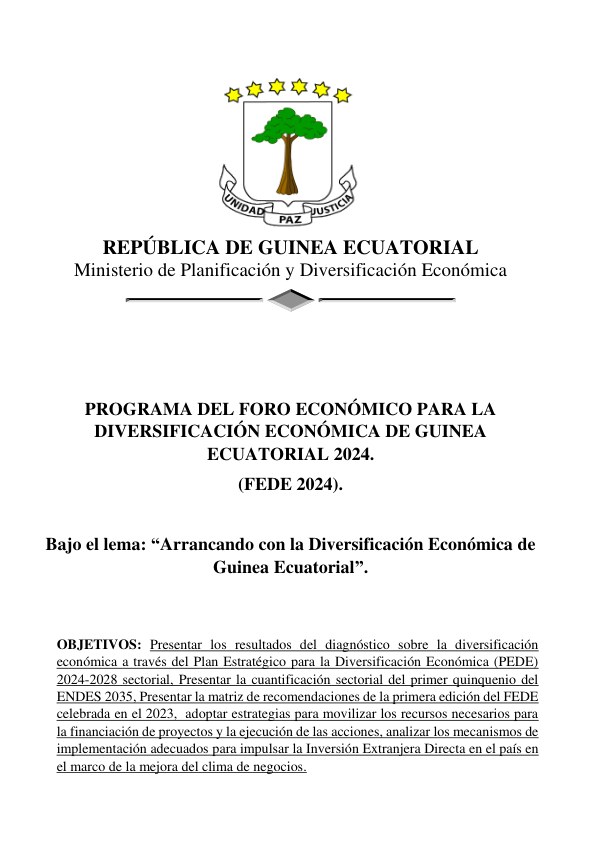 UNIDAD PAZ JUSTICIA
REPÚBLICA DE GUINEA ECUATORIAL
Ministerio de Planificación y Diversificación Económica
PROGRAMA DEL FORO ECONÓMICO PARA LA
DIVERSIFICACIÓN ECONÓMICA DE GUINEA
ECUATORIAL 2024.
(FEDE 2024).
Bajo el lema: “Arrancando con la Diversificación Económica de
Guinea Ecuatorial”.
OBJETIVOS: Presentar los resultados del diagnóstico sobre la diversificación
económica a través del Plan Estratégico para la Diversificación Económica (PEDE)
2024-2028 sectorial, Presentar la cuantificación sectorial del primer quinquenio del
ENDES 2035, Presentar la matriz de recomendaciones de la primera edición del FEDE
celebrada en el 2023, adoptar estrategias para movilizar los recursos necesarios para
la financiación de proyectos y la ejecución de las acciones, analizar los mecanismos de
implementación adecuados para impulsar la Inversión Extranjera Directa en el país en
el marco de la mejora del clima de negocios.